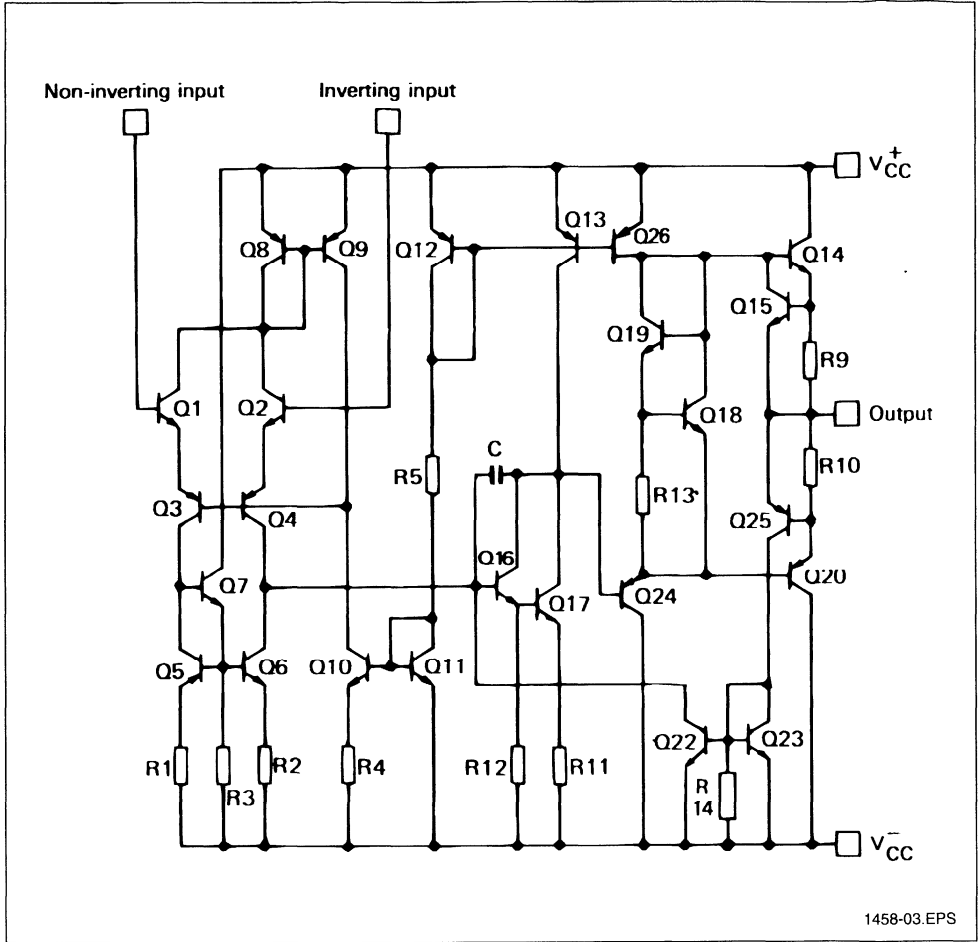 Non-inverting input
Inverting input
V+CC
Q13
Q8
Q9
Q12
Q26
Q14
Q15
Q19
R9
Q1
Q2
Q18
Output
C
R5
R10
R13
Q3
Q4
Q25
Q16
Q7
Q17
Q24
Q20
Q5
Q6
Q10
Q11
Q22
Q23
R1
R2
R3
R4
R12
R11
R
14
V-CC
1458-03.EPS